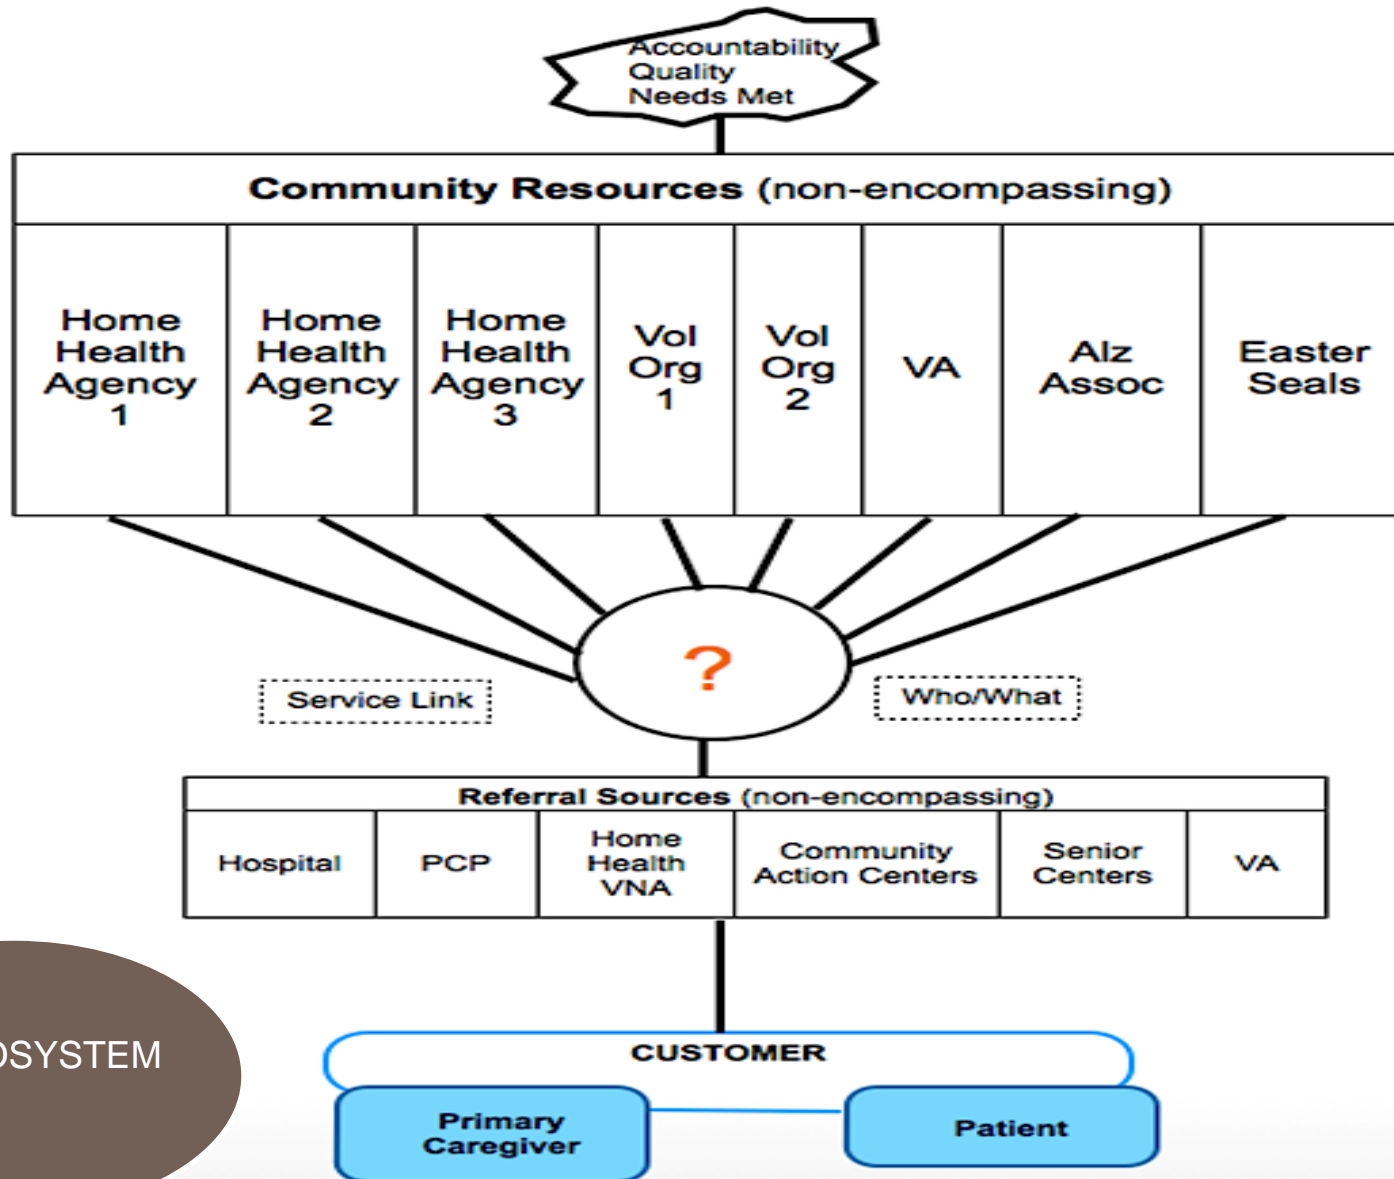 Accountability
Quality
Needs Met
Community Resources (non-encompassing)
Home
Health
Agency
1
Home
Health
Agency
2
Home
Health
Agency
3
Vol
Org
1
Vol
Org
2
VA
Alz
Assoc
Easter
Seals
?
Service Link
Who/What
Referral Sources (non-encompassing)
Hospital
PCP
Home
Health
VNA
Community
Action Centers
Senior
Centers
VA
OSYSTEM
CUSTOMER
Primary
Caregiver
Patient